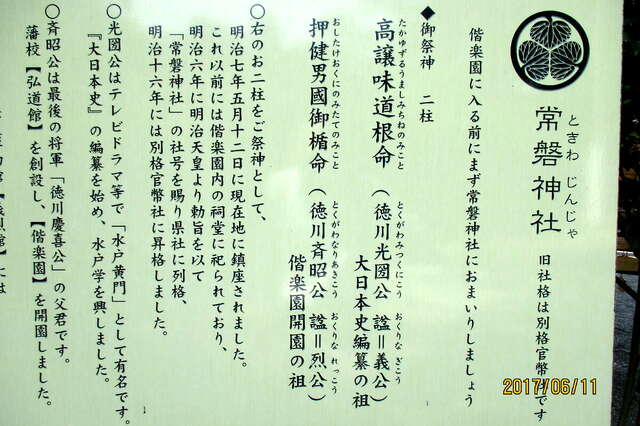 常磐神社
ときわ じんじゃ
旧社格は別格官幣社です
偕楽園に入る前にまず常磐神社におまいりしましょう
◆御祭神 二柱
たかゆずるうましみちねのみこと
高譲味道根命
とくがわみつくにこう おくりな ぎこう
(徳川光圀公 諡=義公)
大日本史編纂の祖
おしたけおくにのみたてのみこと
押健男國御楯命
とくがわなりあきこう おくりな れっこう
(徳川斉昭公 諡=烈公)
偕楽園開園の祖
○右のお二柱をご祭神として、
明治七年五月十二日に現在地に鎮座されました。
これ以前には偕楽園内の祠堂に祀られており、
明治六年に明治天皇より勅旨を以て
「常磐神社」の社号を賜り県社に列格、
明治十六年には別格官幣社に昇格しました。
○光圀公はテレビドラマ等で「水戸黄門」として有名です。
『大日本史』の編纂を始め、水戸学を興しました。
○斉昭公は最後の将軍「徳川慶喜公」の父君です。
藩校【弘道館】を創設し、【偕楽園】を開園しました。
2017/06/11